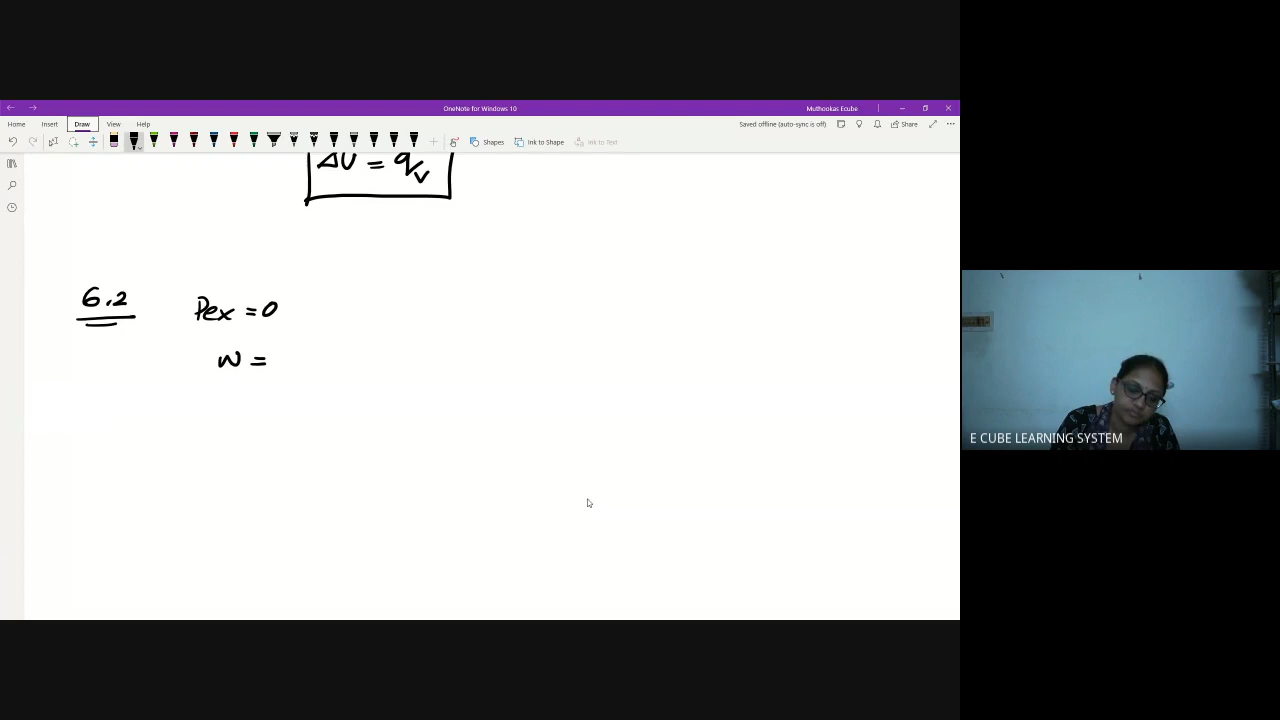 OneNote for Windows 10
Muthookas Ecube
Home Insert Draw View Help
Saved offline (auto-sync is off)
Share
Shapes
Ink to Shape
Ink to Text
ΔU = qv
6.2
Pex = 0
W =
E CUBE LEARNING SYSTEM